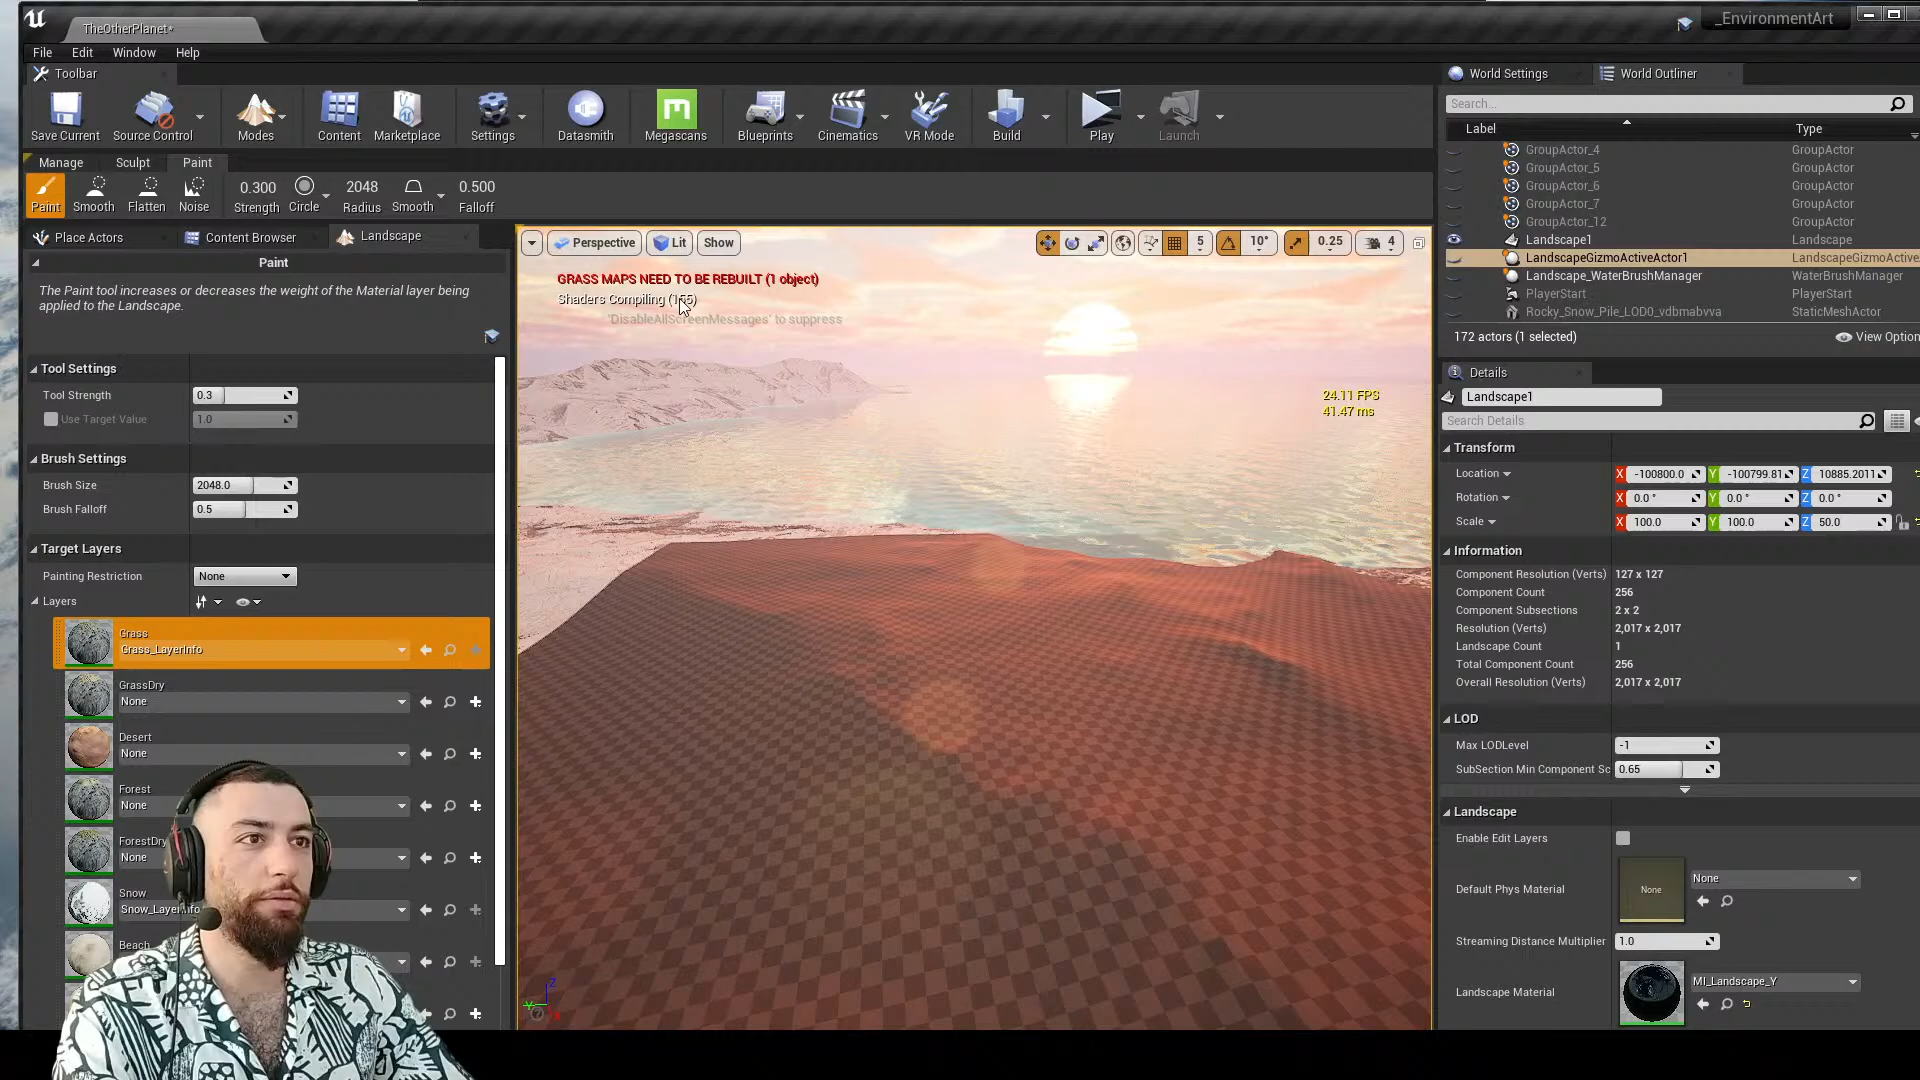 TheOtherPlanet*
_EnvironmentArt
File Edit Window Help
Toolbar
Save Current
Source Control
Modes
Content
Marketplace
Settings
Datasmith
Megascans
Blueprints
Cinematics
VR Mode
Build
Play
Launch
Manage Sculpt Paint
Paint
Smooth
Flatten
Noise
0.300
Strength
Circle
2048
Radius
Smooth
0.500
Falloff
Place Actors
Content Browser
Landscape
Paint
The Paint tool increases or decreases the weight of the Material layer being
applied to the Landscape.
Tool Settings
Tool Strength 0.3
Use Target Value 1.0
Brush Settings
Brush Size 2048.0
Brush Falloff 0.5
Target Layers
Painting Restriction None
Layers
Grass
Grass_LayerInfo
GrassDry
None
Desert
None
Forest
None
ForestDry
None
Snow
Beach
Perspective
Lit
Show
5
10°
0.25
4
GRASS MAPS NEED TO BE REBUILT (1 object)
Shaders Compiling
'DisableAllScreenMessages' to suppress
24.11 FPS
41.47 ms
Z
Y
X
World Settings
World Outliner
Search...
Label Type
GroupActor_4 GroupActor
GroupActor_5 GroupActor
GroupActor_6 GroupActor
GroupActor_7 GroupActor
GroupActor_12 GroupActor
Landscape1 Landscape
LandscapeGizmoActiveActor1 LandscapeGizmoActive
Landscape_WaterBrushManager WaterBrushManager
PlayerStart PlayerStart
Rocky_Snow_Pile_LOD0_vdbmabvva StaticMeshActor
172 actors (1 selected)
View Option
Details
Landscape1
Search Details
Transform
Location X -100800.0 Y -100799.81 Z 10885.2011
Rotation X 0.0 ° Y 0.0 ° Z 0.0 °
Scale X 100.0 Y 100.0 Z 50.0
Information
Component Resolution (Verts) 127 x 127
Component Count 256
Component Subsections 2 x 2
Resolution (Verts) 2,017 x 2,017
Landscape Count 1
Total Component Count 256
Overall Resolution (Verts) 2,017 x 2,017
LOD
Max LODLevel -1
SubSection Min Component Sc 0.65
Landscape
Enable Edit Layers
Default Phys Material None None
Streaming Distance Multiplier 1.0
Landscape Material MI_Landscape_Y